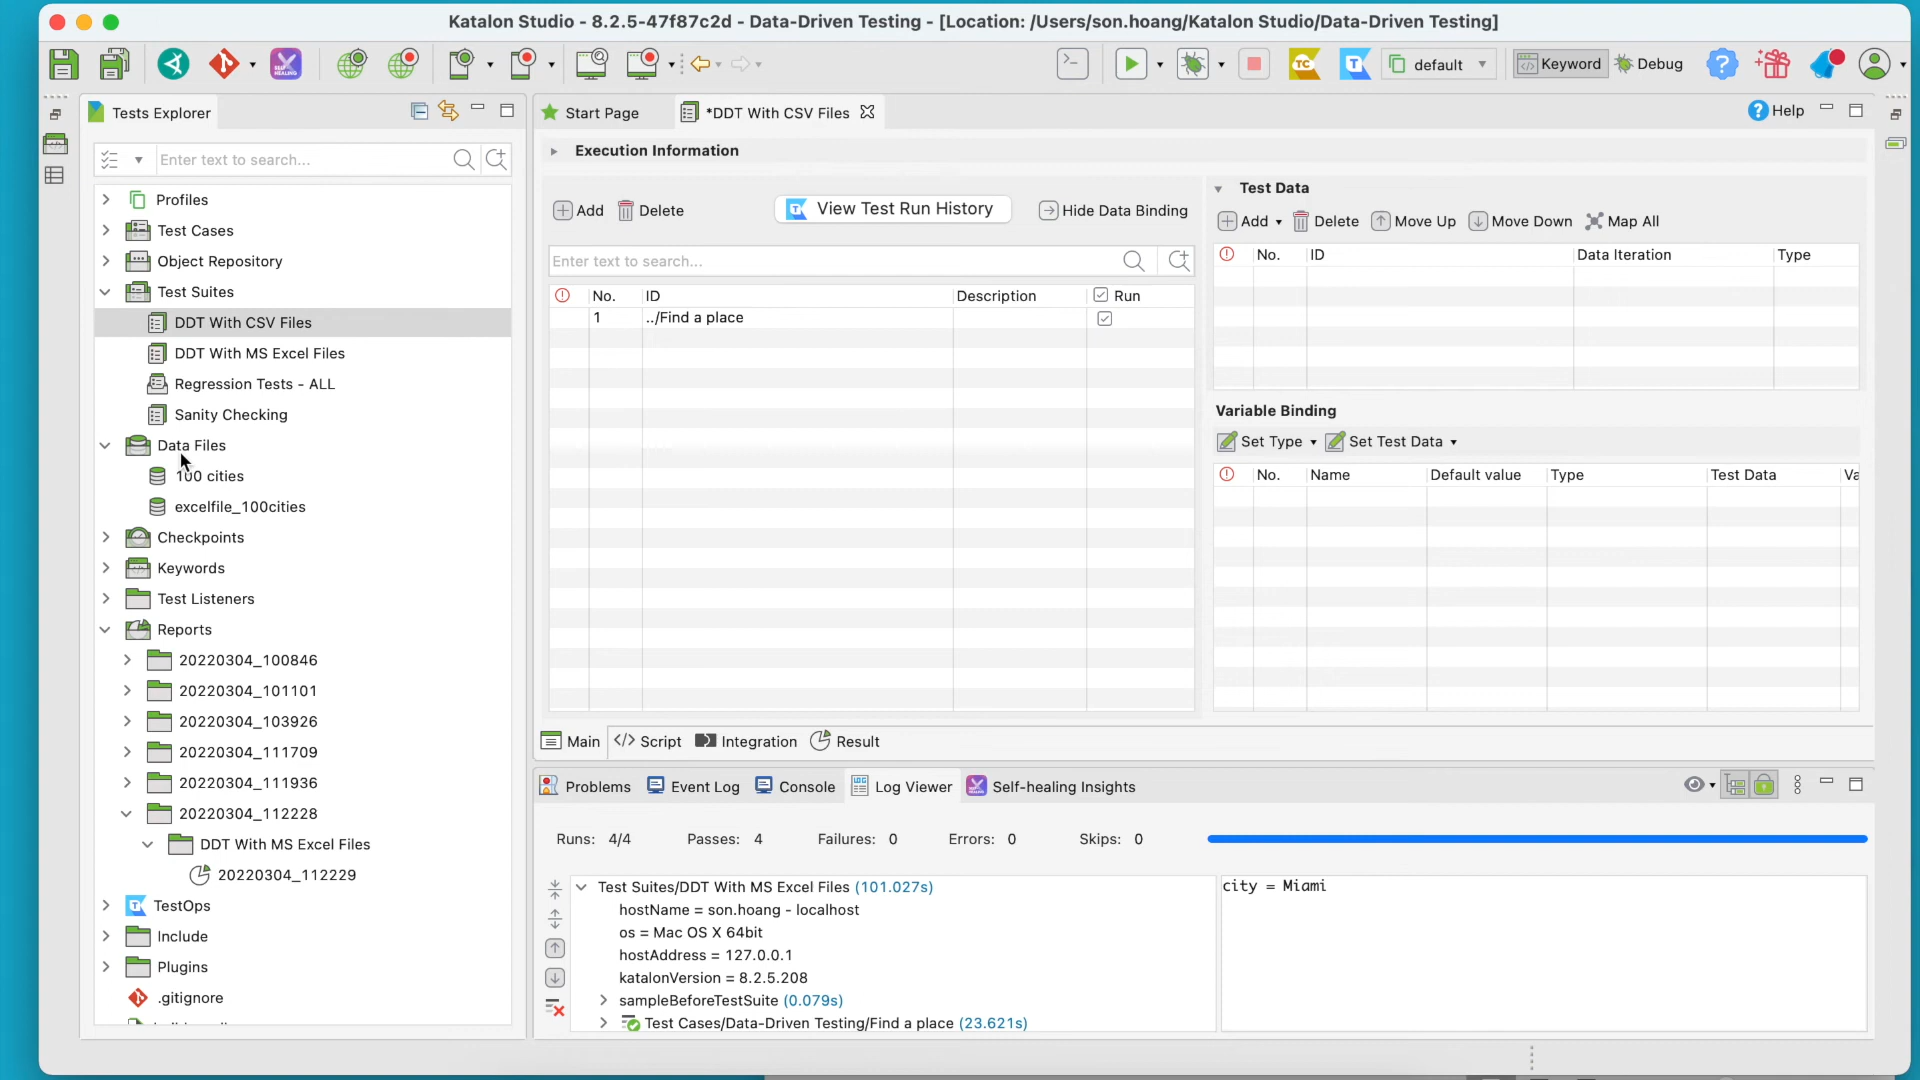 Katalon Studio - 8.2.5-47f87c2d - Data-Driven Testing - [Location: /Users/son.hoang/Katalon Studio/Data-Driven Testing]
SELF HEALING
TC
T
default
Keyword
Debug
Tests Explorer
Enter text to search...
Profiles
Test Cases
Object Repository
Test Suites
DDT With CSV Files
DDT With MS Excel Files
Regression Tests - ALL
Sanity Checking
Data Files
100 cities
excelfile_100cities
Checkpoints
Keywords
Test Listeners
Reports
20220304_100846
20220304_101101
20220304_103926
20220304_111709
20220304_111936
20220304_112228
DDT With MS Excel Files
20220304_112229
TestOps
Include
Plugins
.gitignore
Start Page
*DDT With CSV Files
Help
Execution Information
Add
Delete
View Test Run History
Hide Data Binding
Enter text to search...
No. ID Description Run
1 ../Find a place
Test Data
Add Delete Move Up Move Down Map All
No. ID Data Iteration Type
Variable Binding
Set Type Set Test Data
No. Name Default value Type Test Data Va
Main Script Integration Result
Problems Event Log Console Log Viewer Self-healing Insights
Runs: 4/4 Passes: 4 Failures: 0 Errors: 0 Skips: 0
Test Suites/DDT With MS Excel Files (101.027s)
hostName = son.hoang - localhost
os = Mac OS X 64bit
hostAddress = 127.0.0.1
katalonVersion = 8.2.5.208
sampleBeforeTestSuite (0.079s)
Test Cases/Data-Driven Testing/Find a place (23.621s)
city = Miami